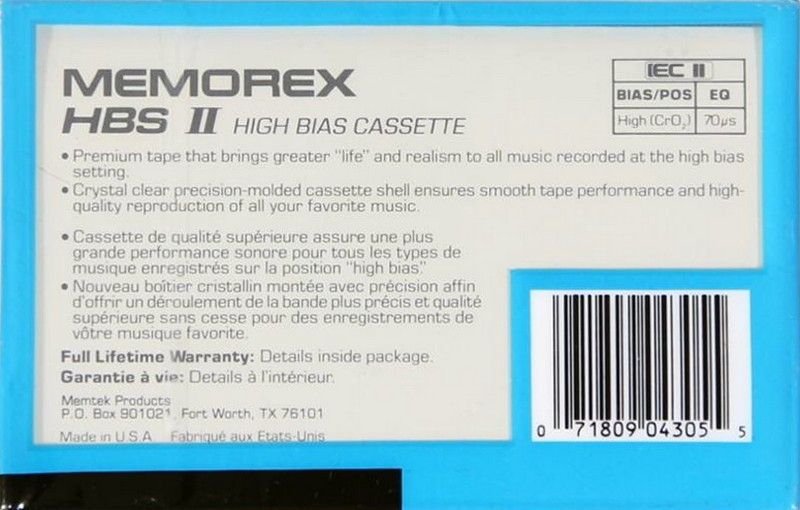 MEMOREX
HBS II HIGH BIAS CASSETTE
IEC II
BIAS/POS EQ
High (CrO₂) 70µs
• Premium tape that brings greater "life" and realism to all music recorded at the high bias
setting.
• Crystal clear precision-molded cassette shell ensures smooth tape performance and high-
quality reproduction of all your favorite music.
• Cassette de qualité supérieure assure une plus
grande performance sonore pour tous les types de
musique enregistrés sur la position "high bias."
• Nouveau boîtier cristallin montée avec précision affin
d'offrir un déroulement de la bande plus précis et qualité
supérieure sans cesse pour des enregistrements de
vôtre musique favorite.
Full Lifetime Warranty: Details inside package.
Garantie à vie: Details à l'intérieur.
Memtek Products
P.O. Box 901021, Fort Worth, TX 76101
Made in U.S.A. Fabriqué aux Etats-Unis
0 71809 04305 5